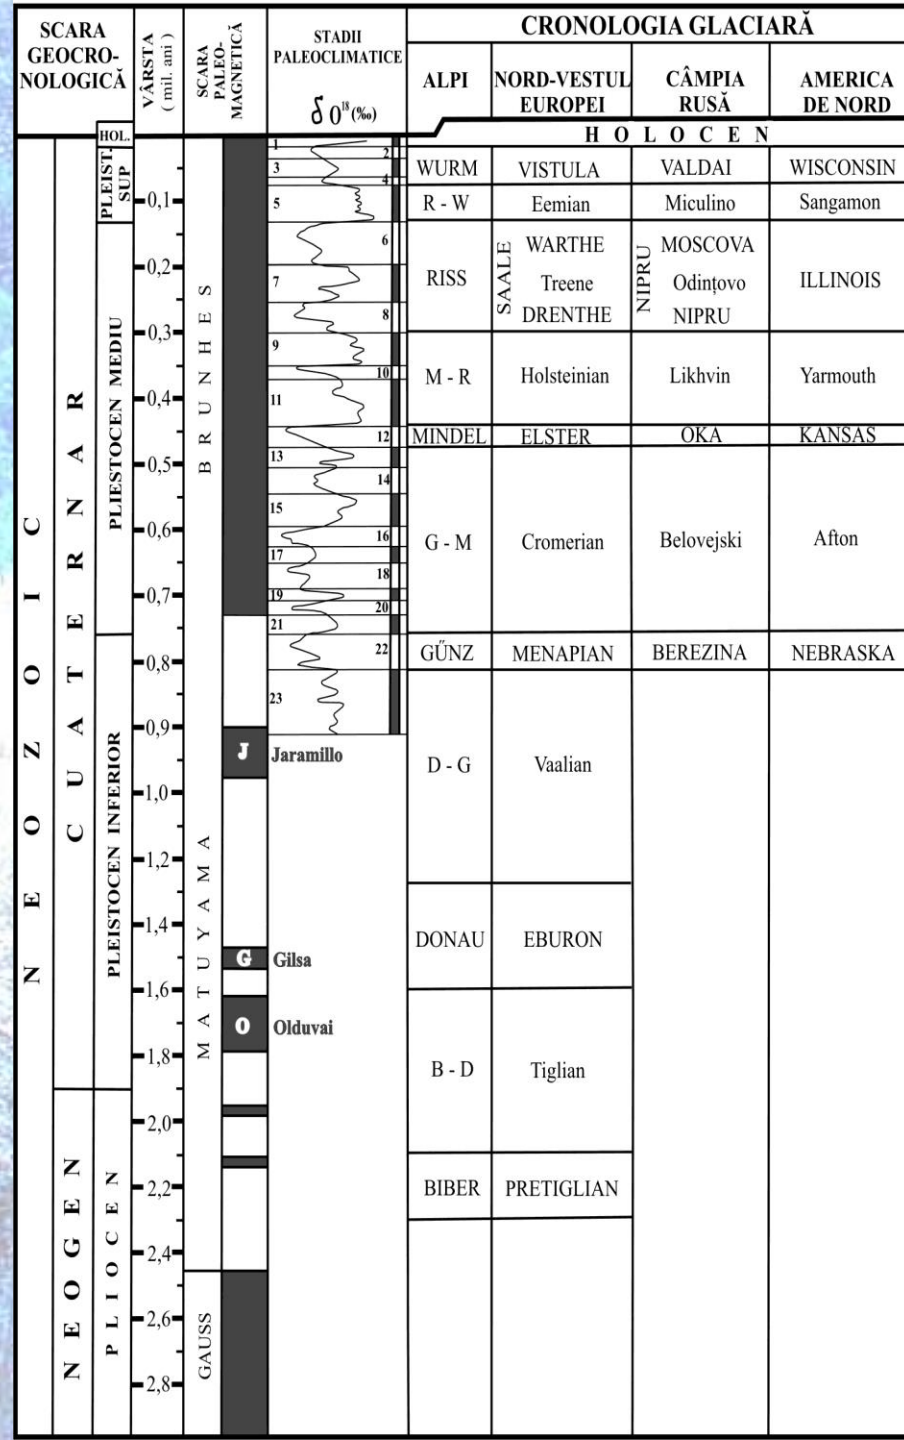 SCARA
GEOCRO-
NOLOGICĂ
VÂRSTA
( mil. ani )
SCARA
PALEO-
MAGNETICĂ
STADII
PALEOCLIMATICE
δ O¹⁸ (‰)
CRONOLOGIA GLACIARĂ
ALPI
NORD-VESTUL
EUROPEI
CÂMPIA
RUSĂ
AMERICA
DE NORD
HOL.
HOLOCEN
NEOZOIC
CUATERNAR
NEOGEN
PLEIST.
SUP
PLIESTOCEN MEDIU
PLEISTOCEN INFERIOR
PLIOCEN
0,1
0,2
0,3
0,4
0,5
0,6
0,7
0,8
0,9
1,0
1,2
1,4
1,6
1,8
2,0
2,2
2,4
2,6
2,8
BRUNHES
MATUYAMA
GAUSS
J Jaramillo
G Gilsa
O Olduvai
1
2
3
4
5
6
7
8
9
10
11
12
13
14
15
16
17
18
19
20
21
22
23
WURM VISTULA VALDAI WISCONSIN
R - W Eemian Miculino Sangamon
RISS
SAALE
WARTHE
Treene
DRENTHE
NIPRU
MOSCOVA
Odințovo
NIPRU
ILLINOIS
M - R Holsteinian Likhvin Yarmouth
MINDEL ELSTER OKA KANSAS
G - M Cromerian Belovejski Afton
GŰNZ MENAPIAN BEREZINA NEBRASKA
D - G Vaalian
DONAU EBURON
B - D Tiglian
BIBER PRETIGLIAN